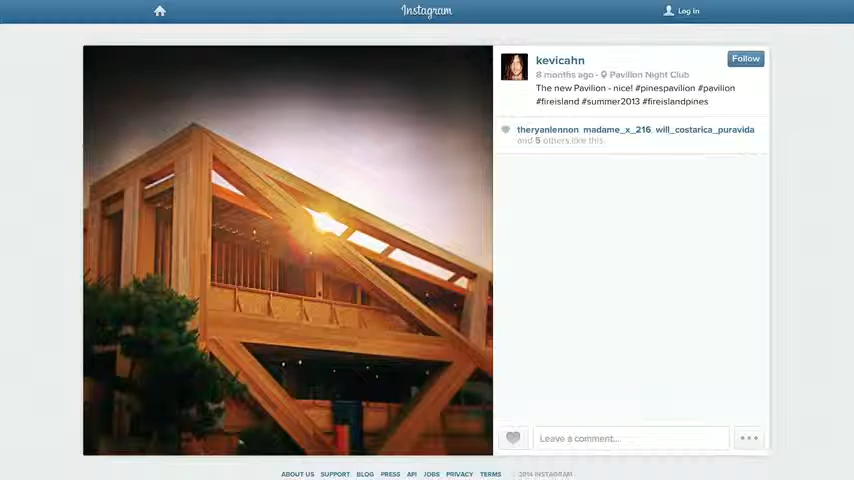 Instagram
Log in
kevicahn
Follow
8 months ago - Pavilion Night Club
The new Pavilion - nice! #pinespavilion #pavilion
#fireisland #summer2013 #fireislandpines
theryanlennon, madame_x_216, will_costarica_puravida
and 5 others like this.
Leave a comment...
ABOUT US SUPPORT BLOG PRESS API JOBS PRIVACY TERMS © 2014 INSTAGRAM